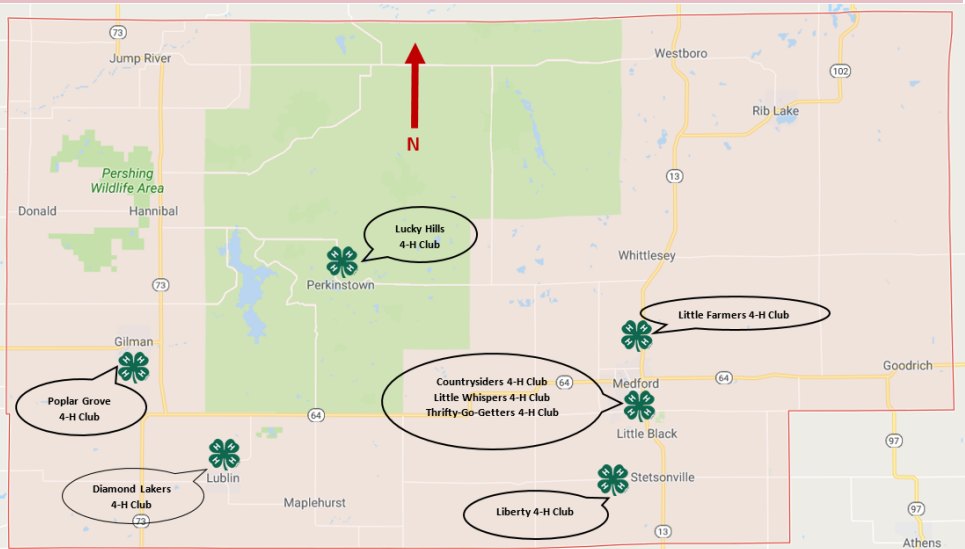 73
Jump River
Westboro
102
Rib Lake
N
Pershing
Wildlife Area
13
Donald
Hannibal
Lucky Hills
4-H Club
Whittlesey
Perkinstown
73
Little Farmers 4-H Club
Gilman
Goodrich
Countrysiders 4-H Club
Little Whispers 4-H Club
Thrifty-Go-Getters 4-H Club
64
Medford
64
Poplar Grove
4-H Club
64
Little Black
97
Lublin
Stetsonville
Diamond Lakers
4-H Club
Maplehurst
Liberty 4-H Club
73
13
97
Athens